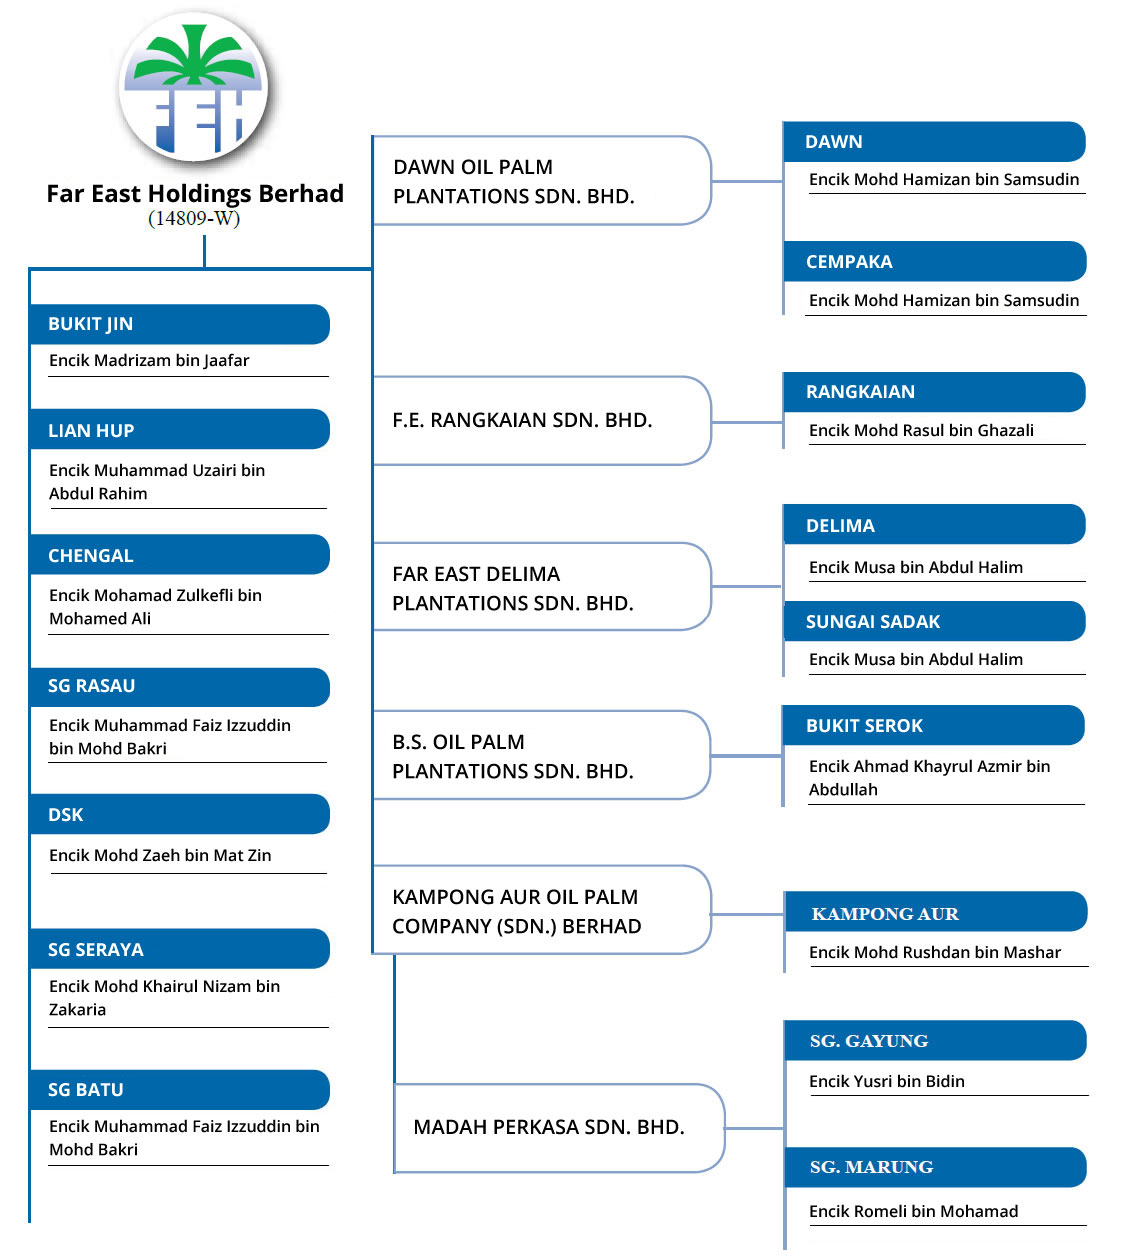 FEH
Far East Holdings Berhad
(14809-W)
BUKIT JIN
Encik Madrizam bin Jaafar
LIAN HUP
Encik Muhammad Uzairi bin
Abdul Rahim
CHENGAL
Encik Mohamad Zulkefli bin
Mohamed Ali
SG RASAU
Encik Muhammad Faiz Izzuddin
bin Mohd Bakri
DSK
Encik Mohd Zaeh bin Mat Zin
SG SERAYA
Encik Mohd Khairul Nizam bin
Zakaria
SG BATU
Encik Muhammad Faiz Izzuddin bin
Mohd Bakri
DAWN OIL PALM
PLANTATIONS SDN. BHD.
DAWN
Encik Mohd Hamizan bin Samsudin
CEMPAKA
Encik Mohd Hamizan bin Samsudin
F.E. RANGKAIAN SDN. BHD.
RANGKAIAN
Encik Mohd Rasul bin Ghazali
FAR EAST DELIMA
PLANTATIONS SDN. BHD.
DELIMA
Encik Musa bin Abdul Halim
SUNGAI SADAK
Encik Musa bin Abdul Halim
B.S. OIL PALM
PLANTATIONS SDN. BHD.
BUKIT SEROK
Encik Ahmad Khayrul Azmir bin
Abdullah
KAMPONG AUR OIL PALM
COMPANY (SDN.) BERHAD
KAMPONG AUR
Encik Mohd Rushdan bin Mashar
MADAH PERKASA SDN. BHD.
SG. GAYUNG
Encik Yusri bin Bidin
SG. MARUNG
Encik Romeli bin Mohamad